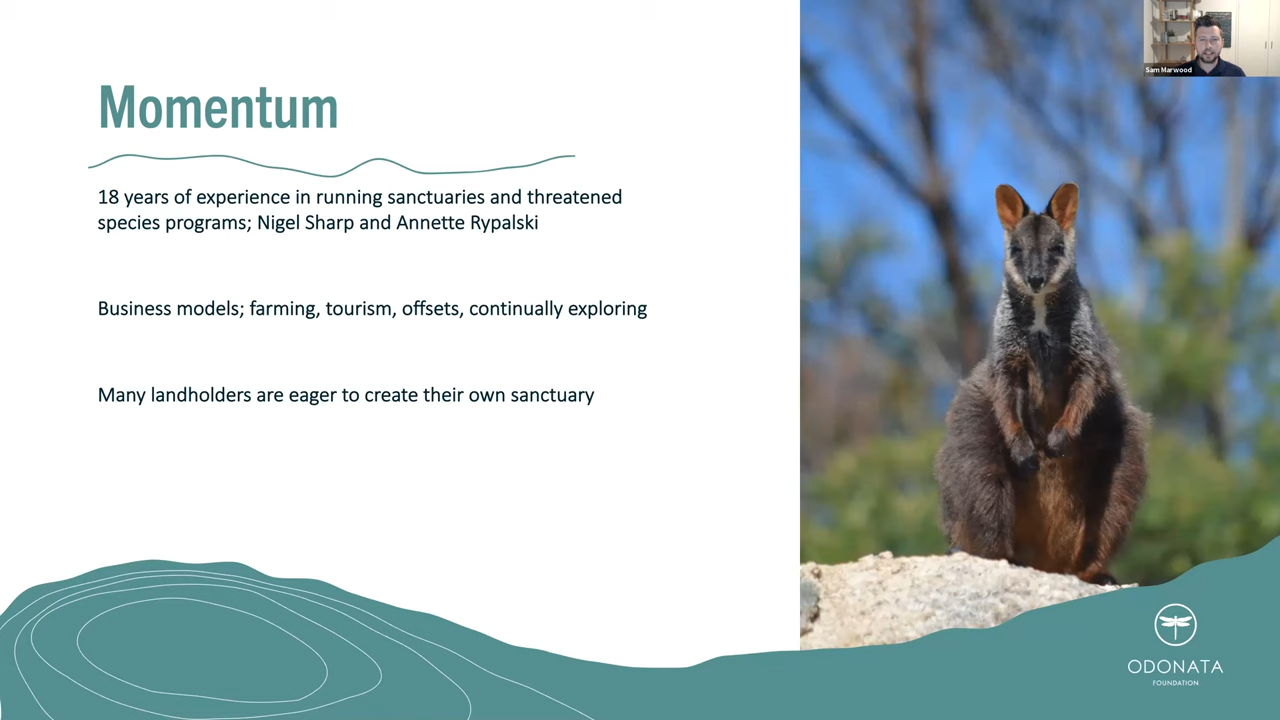 Sam Marwood
Momentum
18 years of experience in running sanctuaries and threatened
species programs; Nigel Sharp and Annette Rypalski
Business models; farming, tourism, offsets, continually exploring
Many landholders are eager to create their own sanctuary
ODONATA
FOUNDATION